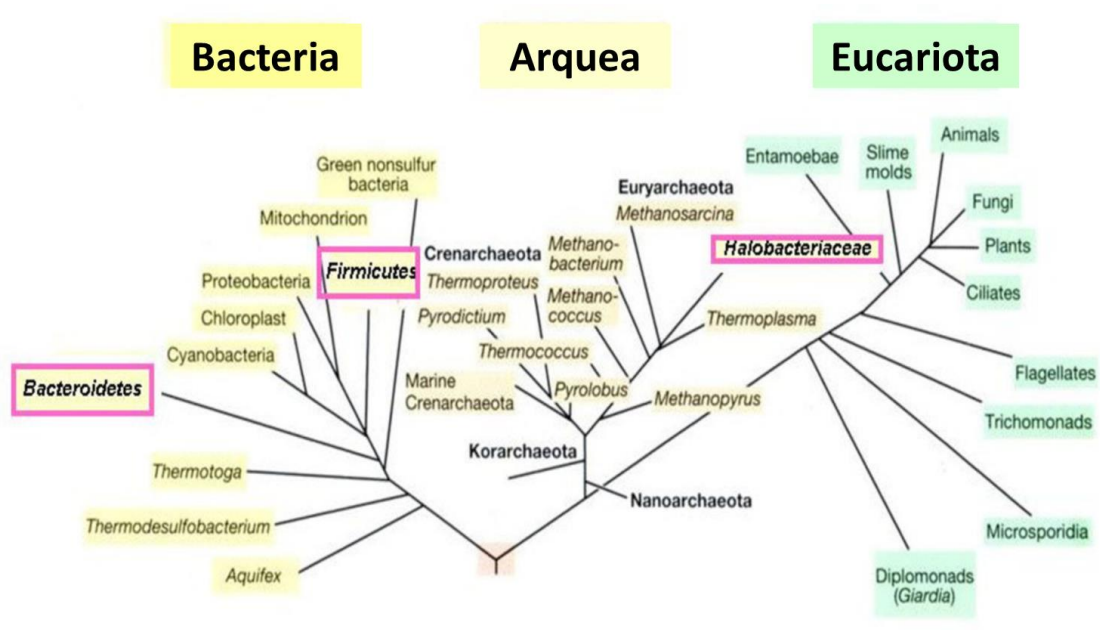 Bacteria
Arquea
Eucariota
Green nonsulfur
bacteria
Mitochondrion
Firmicutes
Proteobacteria
Chloroplast
Cyanobacteria
Bacteroidetes
Thermotoga
Thermodesulfobacterium
Aquifex
Crenarchaeota
Thermoproteus
Pyrodictium
Thermococcus
Marine
Crenarchaeota
Pyrolobus
Korarchaeota
Nanoarchaeota
Euryarchaeota
Methanosarcina
Methano-
bacterium
Methano-
coccus
Halobacteriaceae
Thermoplasma
Methanopyrus
Entamoebae
Slime
molds
Animals
Fungi
Plants
Ciliates
Flagellates
Trichomonads
Microsporidia
Diplomonads
(Giardia)